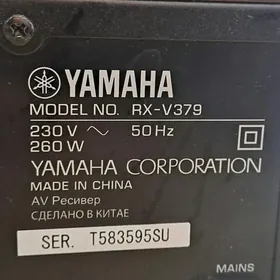 YAMAHA
MODEL NO. RX-V379
230 V ~ 50 Hz
260 W
YAMAHA CORPORATION
MADE IN CHINA
AV Ресивер
СДЕЛАНО В КИТАЕ
SER. T583595SU
MAINS